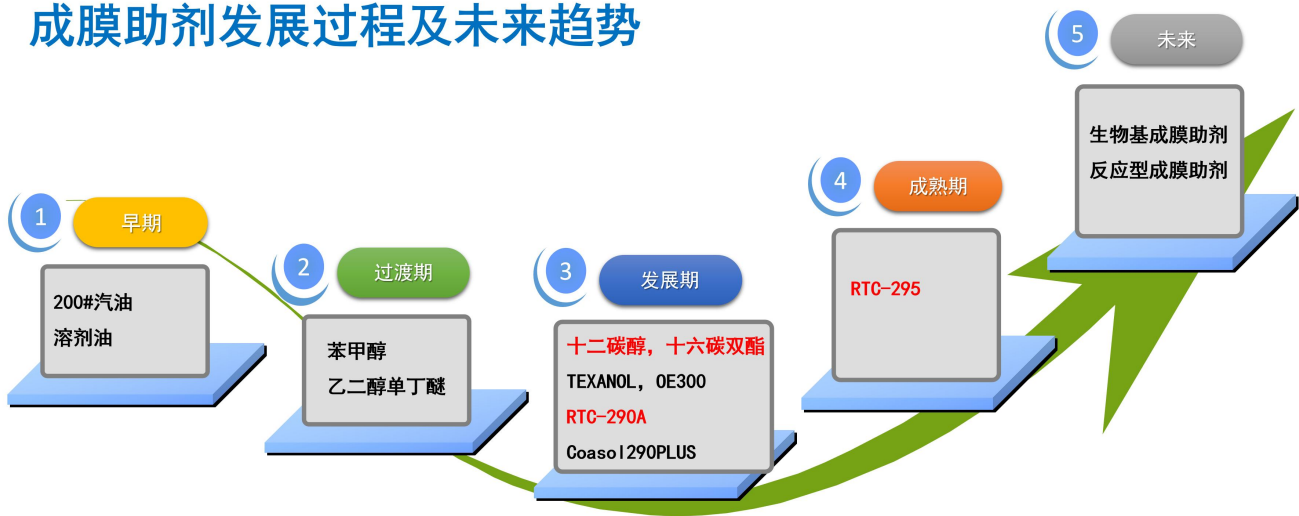 成膜助剂发展过程及未来趋势
1
早期
200#汽油
溶剂油
2
过渡期
苯甲醇
乙二醇单丁醚
3
发展期
十二碳醇，十六碳双酯
TEXANOL，OE300
RTC-290A
Coasol290PLUS
4
成熟期
RTC-295
5
未来
生物基成膜助剂
反应型成膜助剂